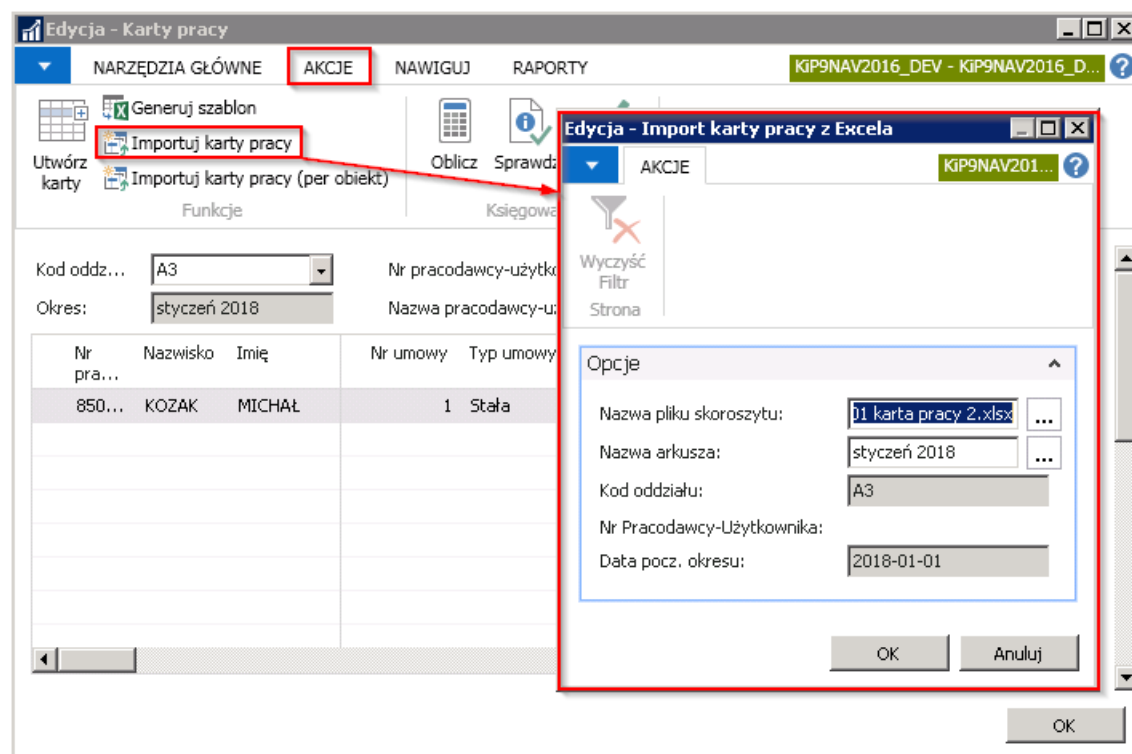 Edycja - Karty pracy
NARZĘDZIA GŁÓWNE AKCJE NAWIGUJ RAPORTY KiP9NAV2016_DEV - KiP9NAV2016_D... ?
Utwórz karty
Generuj szablon
Importuj karty pracy
Importuj karty pracy (per obiekt)
Funkcje
Oblicz Sprawdź
Księgowa
Kod oddz... A3 Nr pracodawcy-użytko
Okres: styczeń 2018 Nazwa pracodawcy-u
Nr pra... Nazwisko Imię Nr umowy Typ umowy
850... KOZAK MICHAŁ 1 Stała
OK
Edycja - Import karty pracy z Excela
AKCJE KiP9NAV201... ?
Wyczyść
Filtr
Strona
Opcje
Nazwa pliku skoroszytu: 01 karta pracy 2.xlsx ...
Nazwa arkusza: styczeń 2018 ...
Kod oddziału: A3
Nr Pracodawcy-Użytkownika:
Data pocz. okresu: 2018-01-01
OK Anuluj